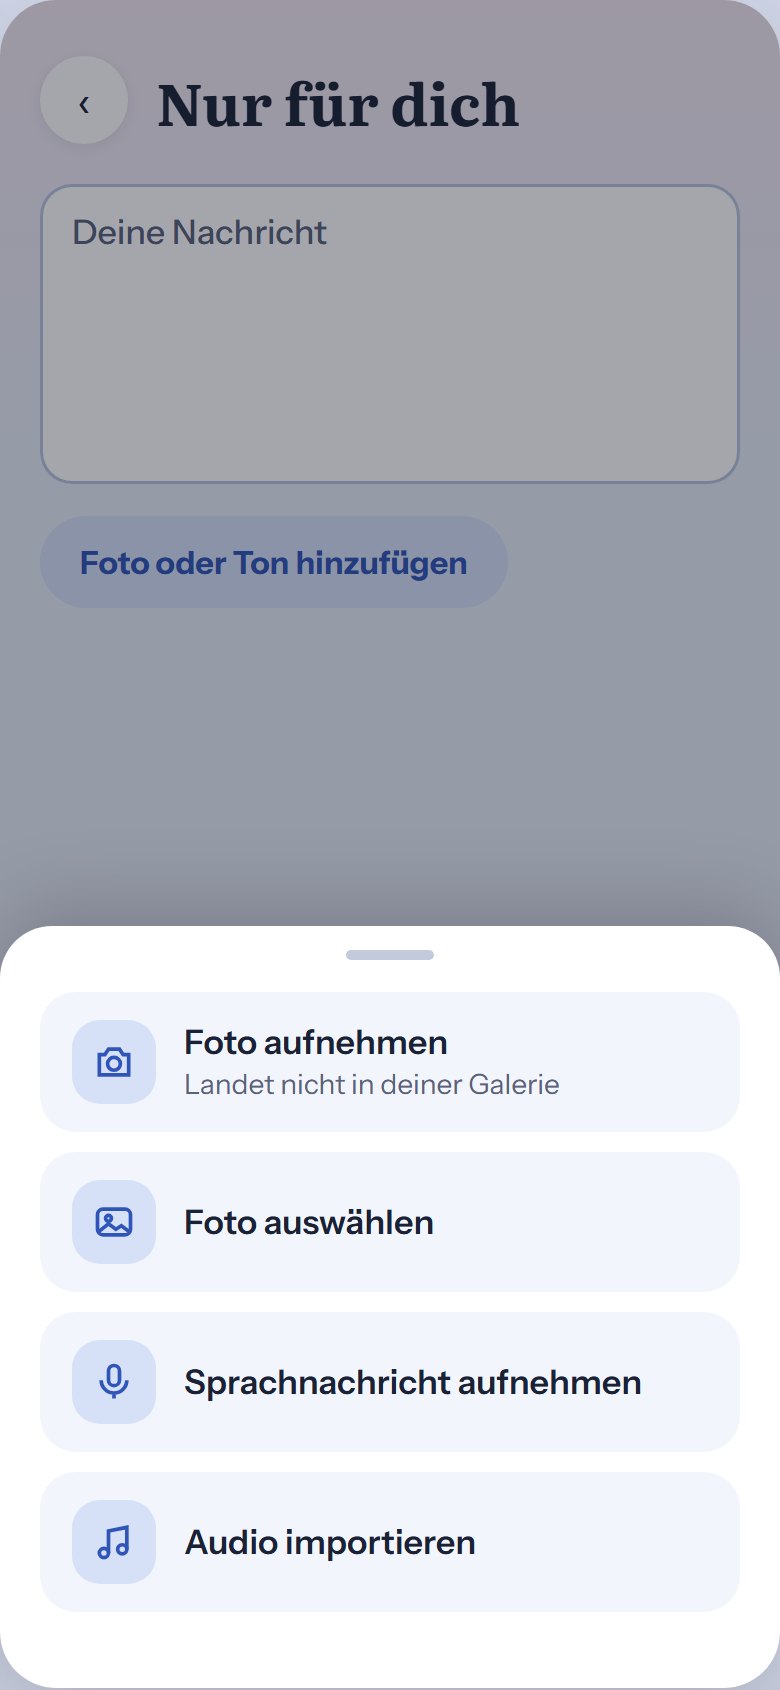 ‹ Nur für dich
Deine Nachricht
Foto oder Ton hinzufügen
Foto aufnehmen
Landet nicht in deiner Galerie
Foto auswählen
Sprachnachricht aufnehmen
Audio importieren